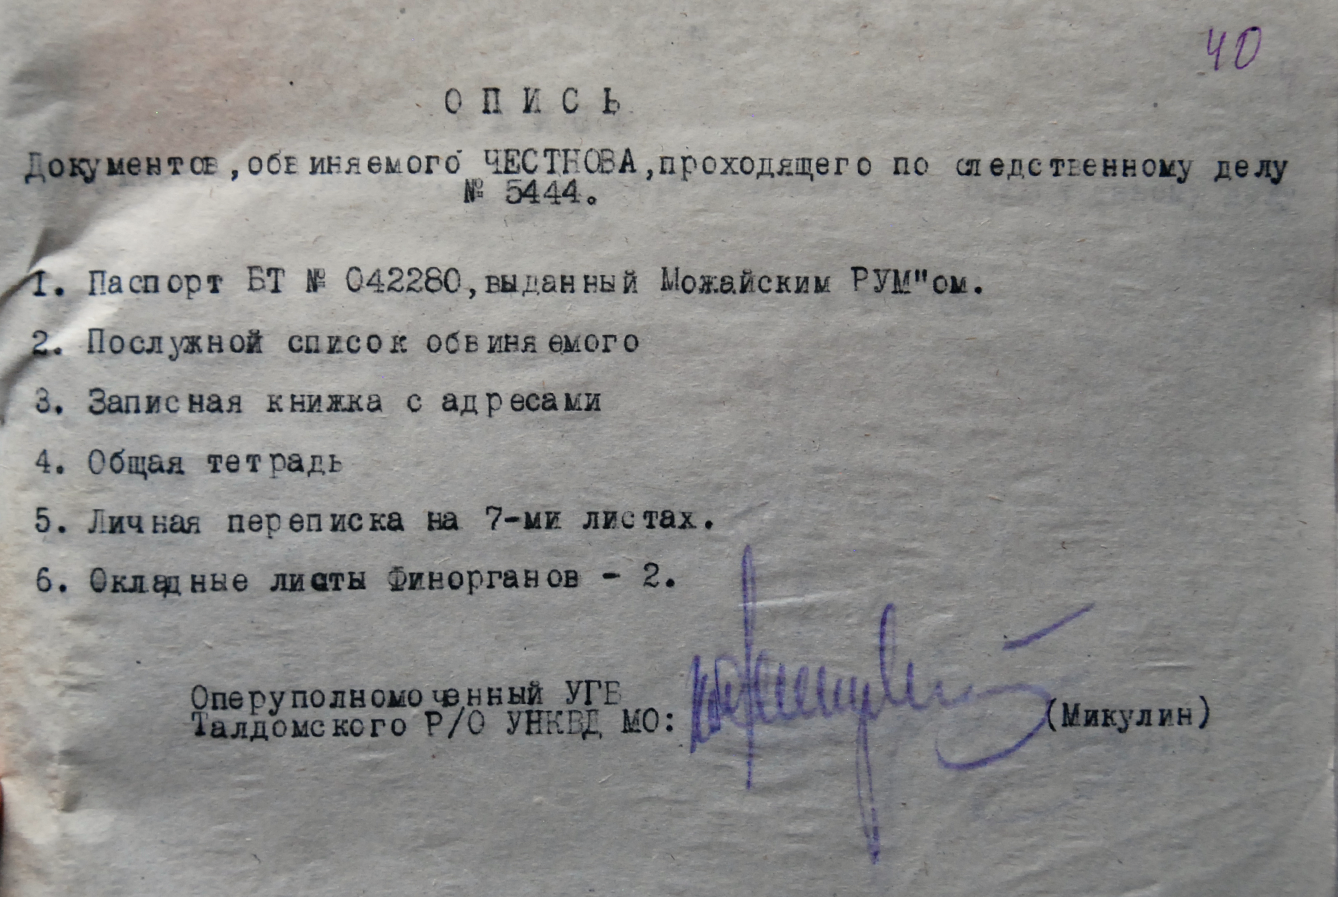 40
ОПИСЬ
Документов, обвиняемого ЧЕСТНОВА, проходящего по следственному делу
№ 5444.
1. Паспорт БТ № 042280, выданный Можайским РУМ"ом.
2. Послужной список обвиняемого
3. Записная книжка с адресами
4. Общая тетрадь
5. Личная переписка на 7-ми листах.
6. Окладные листы Финорганов - 2.
Оперуполномоченный УГБ
Талдомского Р/О УНКВД МО:
(Микулин)